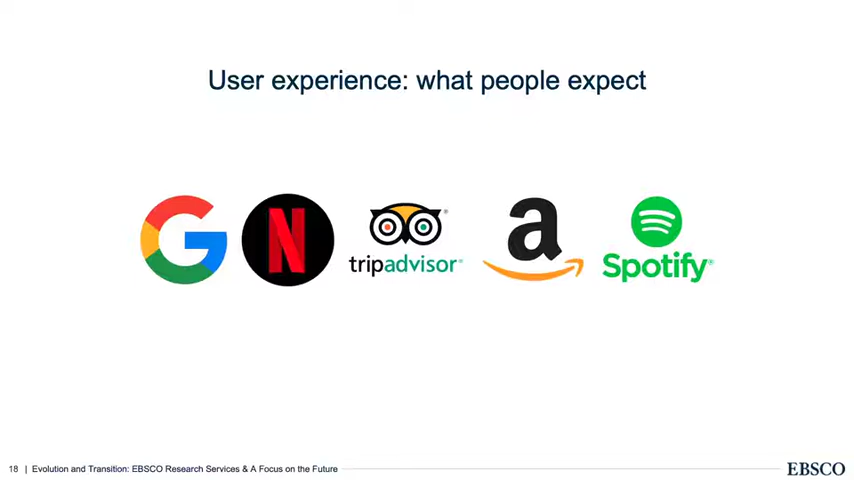 User experience: what people expect
G
N
tripadvisor®
a
Spotify®
18 | Evolution and Transition: EBSCO Research Services & A Focus on the Future
EBSCO